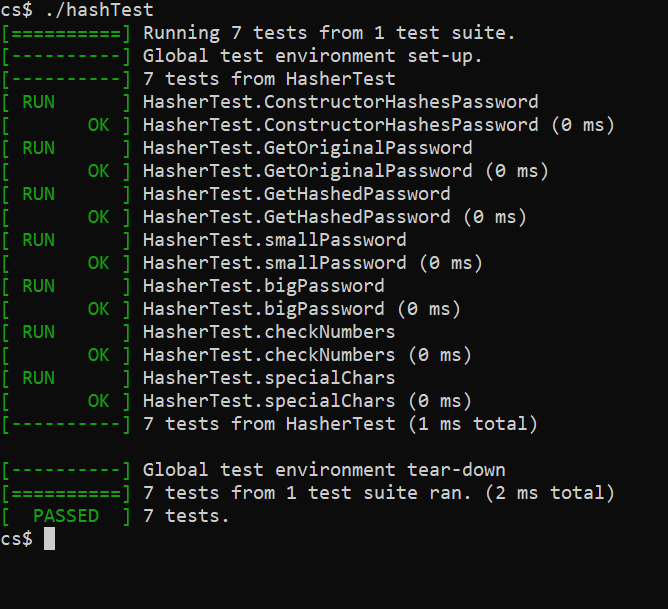 cs$ ./hashTest
[==========] Running 7 tests from 1 test suite.
[----------] Global test environment set-up.
[----------] 7 tests from HasherTest
[ RUN      ] HasherTest.ConstructorHashesPassword
[       OK ] HasherTest.ConstructorHashesPassword (0 ms)
[ RUN      ] HasherTest.GetOriginalPassword
[       OK ] HasherTest.GetOriginalPassword (0 ms)
[ RUN      ] HasherTest.GetHashedPassword
[       OK ] HasherTest.GetHashedPassword (0 ms)
[ RUN      ] HasherTest.smallPassword
[       OK ] HasherTest.smallPassword (0 ms)
[ RUN      ] HasherTest.bigPassword
[       OK ] HasherTest.bigPassword (0 ms)
[ RUN      ] HasherTest.checkNumbers
[       OK ] HasherTest.checkNumbers (0 ms)
[ RUN      ] HasherTest.specialChars
[       OK ] HasherTest.specialChars (0 ms)
[----------] 7 tests from HasherTest (1 ms total)

[----------] Global test environment tear-down
[==========] 7 tests from 1 test suite ran. (2 ms total)
[  PASSED  ] 7 tests.
cs$